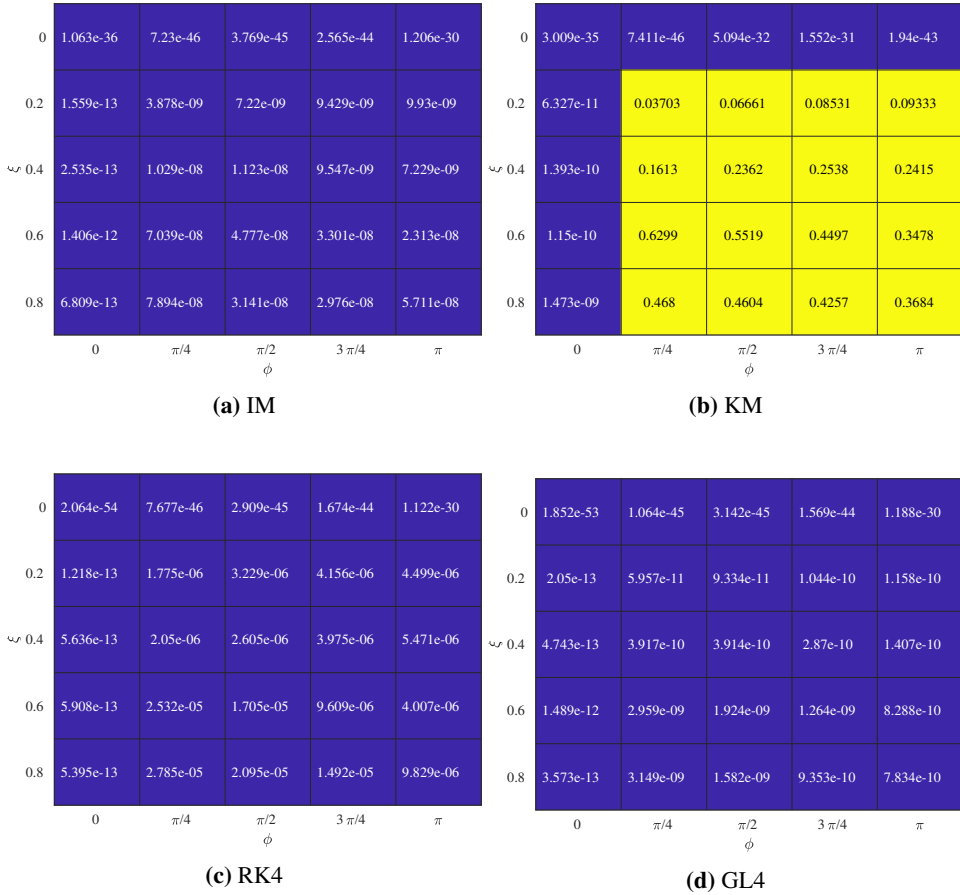 0 1.063e-36 7.23e-46 3.769e-45 2.565e-44 1.206e-30
0.2 1.559e-13 3.878e-09 7.22e-09 9.429e-09 9.93e-09
ξ 0.4 2.535e-13 1.029e-08 1.123e-08 9.547e-09 7.229e-09
0.6 1.406e-12 7.039e-08 4.777e-08 3.301e-08 2.313e-08
0.8 6.809e-13 7.894e-08 3.141e-08 2.976e-08 5.711e-08
0 π/4 π/2 3 π/4 π
ϕ
(a) IM
0 3.009e-35 7.411e-46 5.094e-32 1.552e-31 1.94e-43
0.2 6.327e-11 0.03703 0.06661 0.08531 0.09333
ξ 0.4 1.393e-10 0.1613 0.2362 0.2538 0.2415
0.6 1.15e-10 0.6299 0.5519 0.4497 0.3478
0.8 1.473e-09 0.468 0.4604 0.4257 0.3684
0 π/4 π/2 3 π/4 π
ϕ
(b) KM
0 2.064e-54 7.677e-46 2.909e-45 1.674e-44 1.122e-30
0.2 1.218e-13 1.775e-06 3.229e-06 4.156e-06 4.499e-06
ξ 0.4 5.636e-13 2.05e-06 2.605e-06 3.975e-06 5.471e-06
0.6 5.908e-13 2.532e-05 1.705e-05 9.609e-06 4.007e-06
0.8 5.395e-13 2.785e-05 2.095e-05 1.492e-05 9.829e-06
0 π/4 π/2 3 π/4 π
ϕ
(c) RK4
0 1.852e-53 1.064e-45 3.142e-45 1.569e-44 1.188e-30
0.2 2.05e-13 5.957e-11 9.334e-11 1.044e-10 1.158e-10
ξ 0.4 4.743e-13 3.917e-10 3.914e-10 2.87e-10 1.407e-10
0.6 1.489e-12 2.959e-09 1.924e-09 1.264e-09 8.288e-10
0.8 3.573e-13 3.149e-09 1.582e-09 9.353e-10 7.834e-10
0 π/4 π/2 3 π/4 π
ϕ
(d) GL4